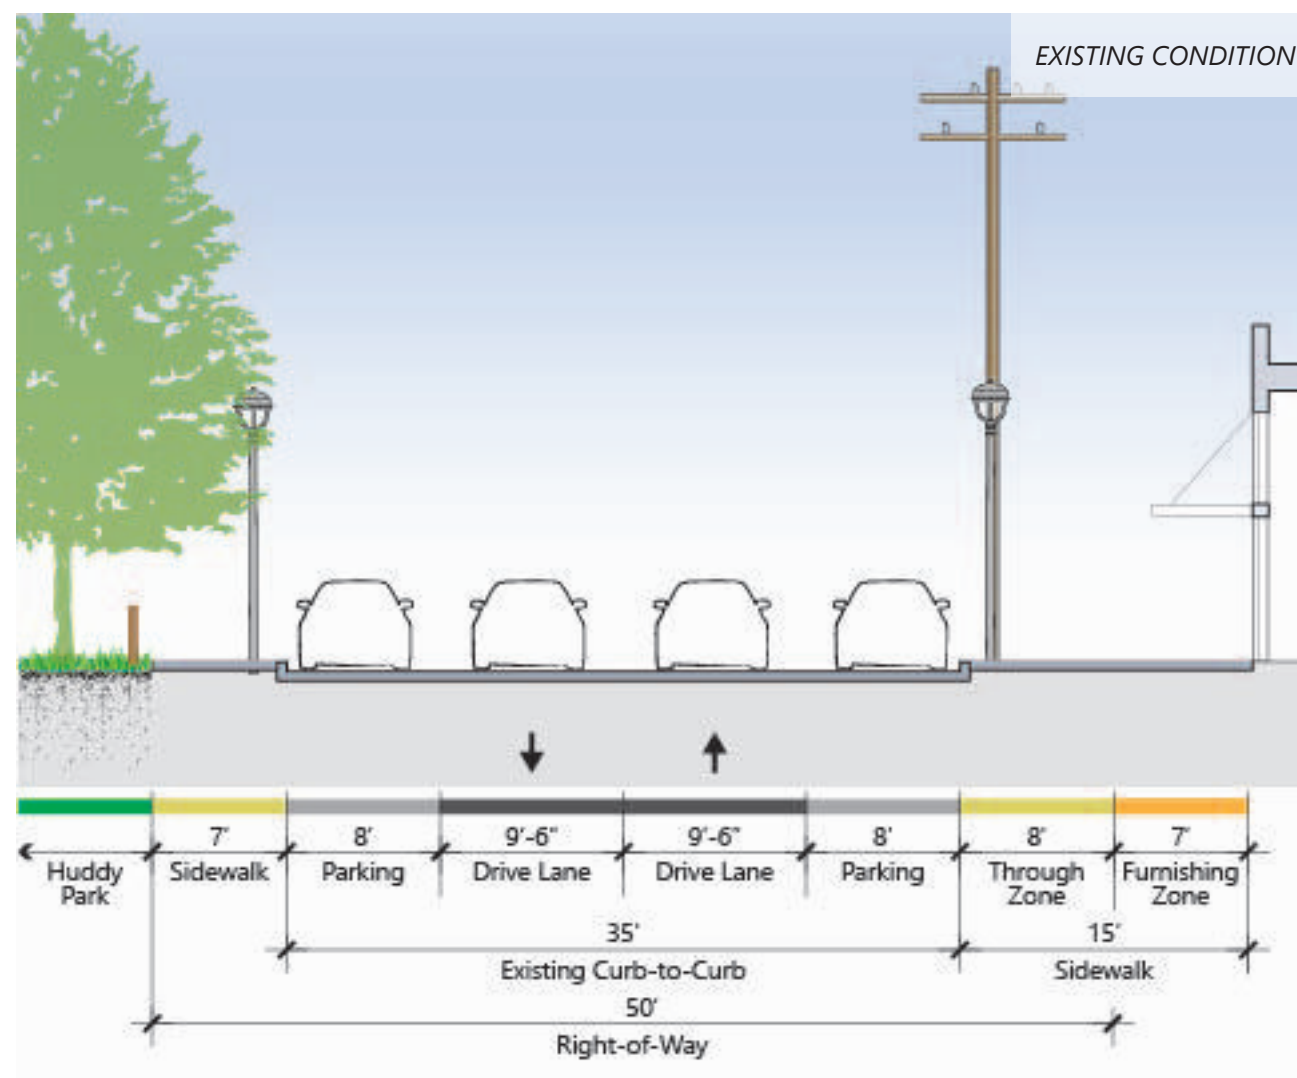 EXISTING CONDITION
7' 8' 9'-6" 9'-6" 8' 8' 7'
Huddy Park
Sidewalk
Parking
Drive Lane
Drive Lane
Parking
Through Zone
Furnishing Zone
35'
Existing Curb-to-Curb
15'
Sidewalk
50'
Right-of-Way